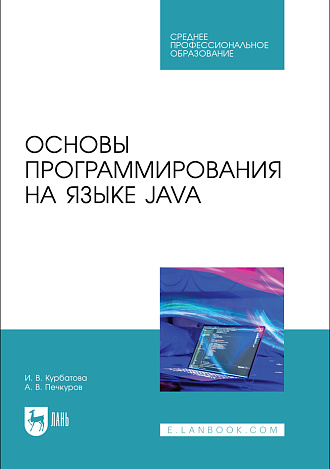 СРЕДНЕЕ
ПРОФЕССИОНАЛЬНОЕ
ОБРАЗОВАНИЕ
ОСНОВЫ
ПРОГРАММИРОВАНИЯ
НА ЯЗЫКЕ JAVA
И. В. Курбатова
А. В. Печкуров
ЛАНЬ
E.LANBOOK.COM